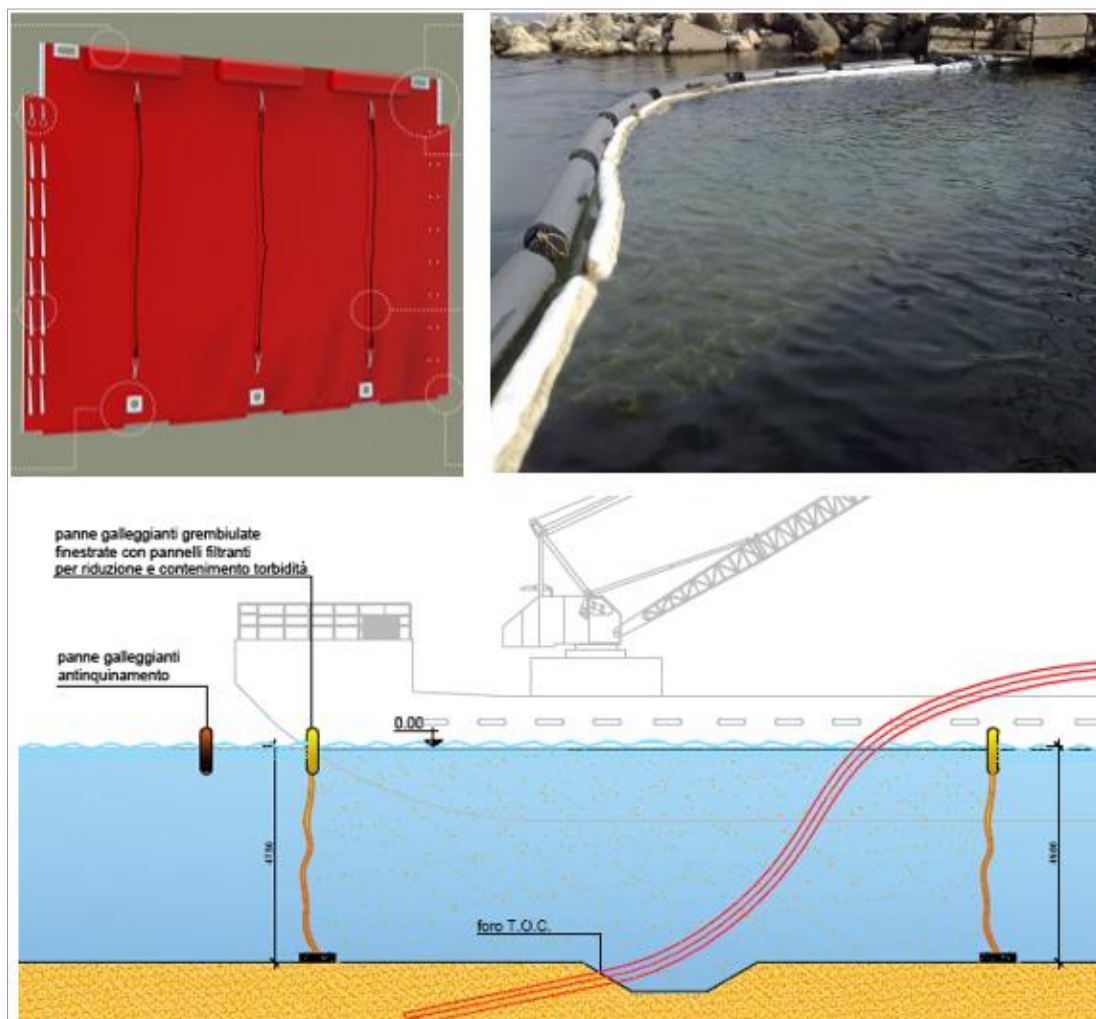 panne galleggianti grembiulate
finestrate con pannelli filtranti
per riduzione e contenimento torbidità
panne galleggianti
antinquinamento
0.00
foro T.O.C.